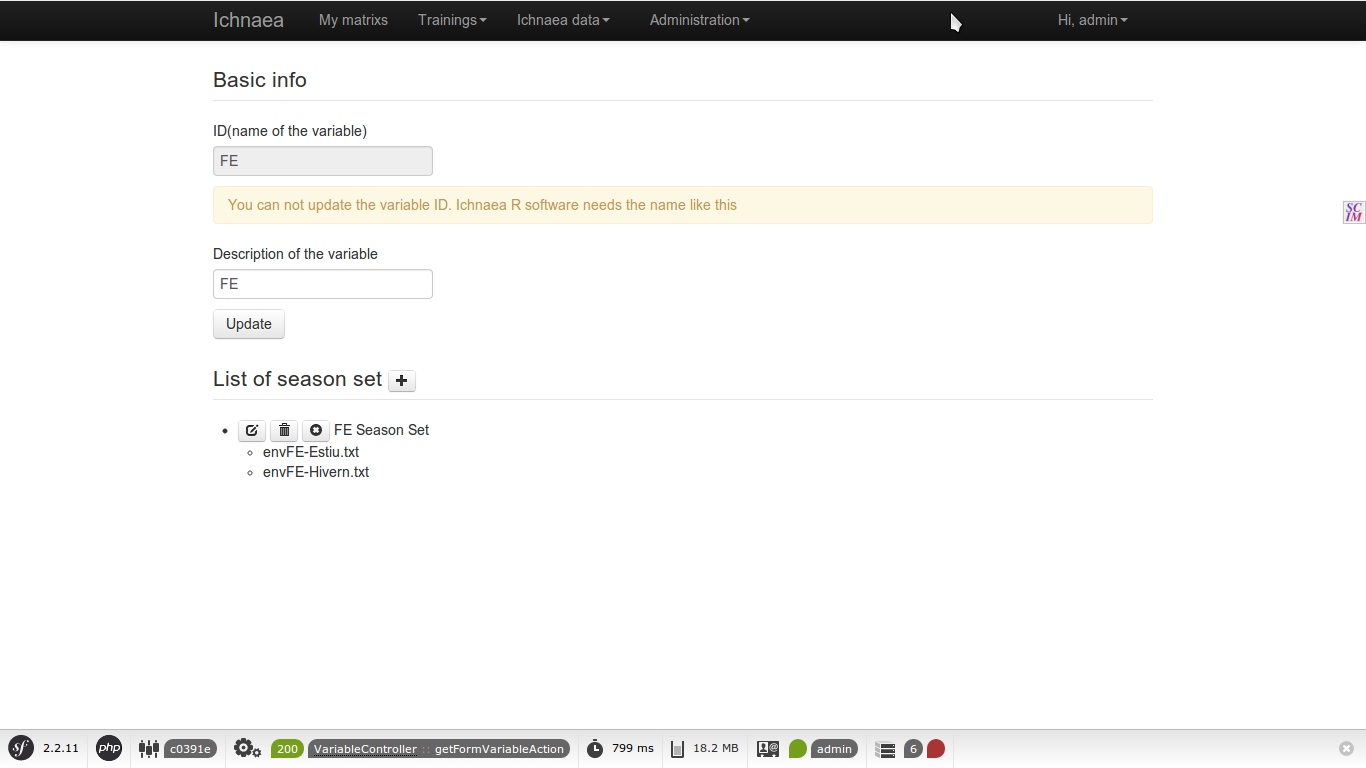 Ichnaea My matrixs Trainings Ichnaea data Administration Hi, admin
Basic info
ID(name of the variable)
FE
You can not update the variable ID. Ichnaea R software needs the name like this
SC
IM
Description of the variable
FE
Update
List of season set
FE Season Set
envFE-Estiu.txt
envFE-Hivern.txt
sf 2.2.11 php c0391e 200 VariableController :: getFormVariableAction 799 ms 18.2 MB admin 6